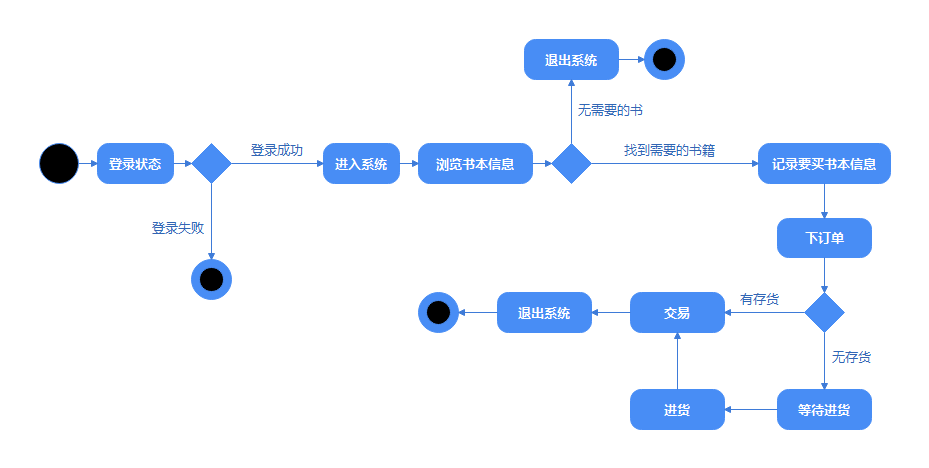 退出系统
无需要的书
登录状态
登录成功
进入系统
浏览书本信息
找到需要的书籍
记录要买书本信息
登录失败
下订单
退出系统
交易
有存货
无存货
进货
等待进货